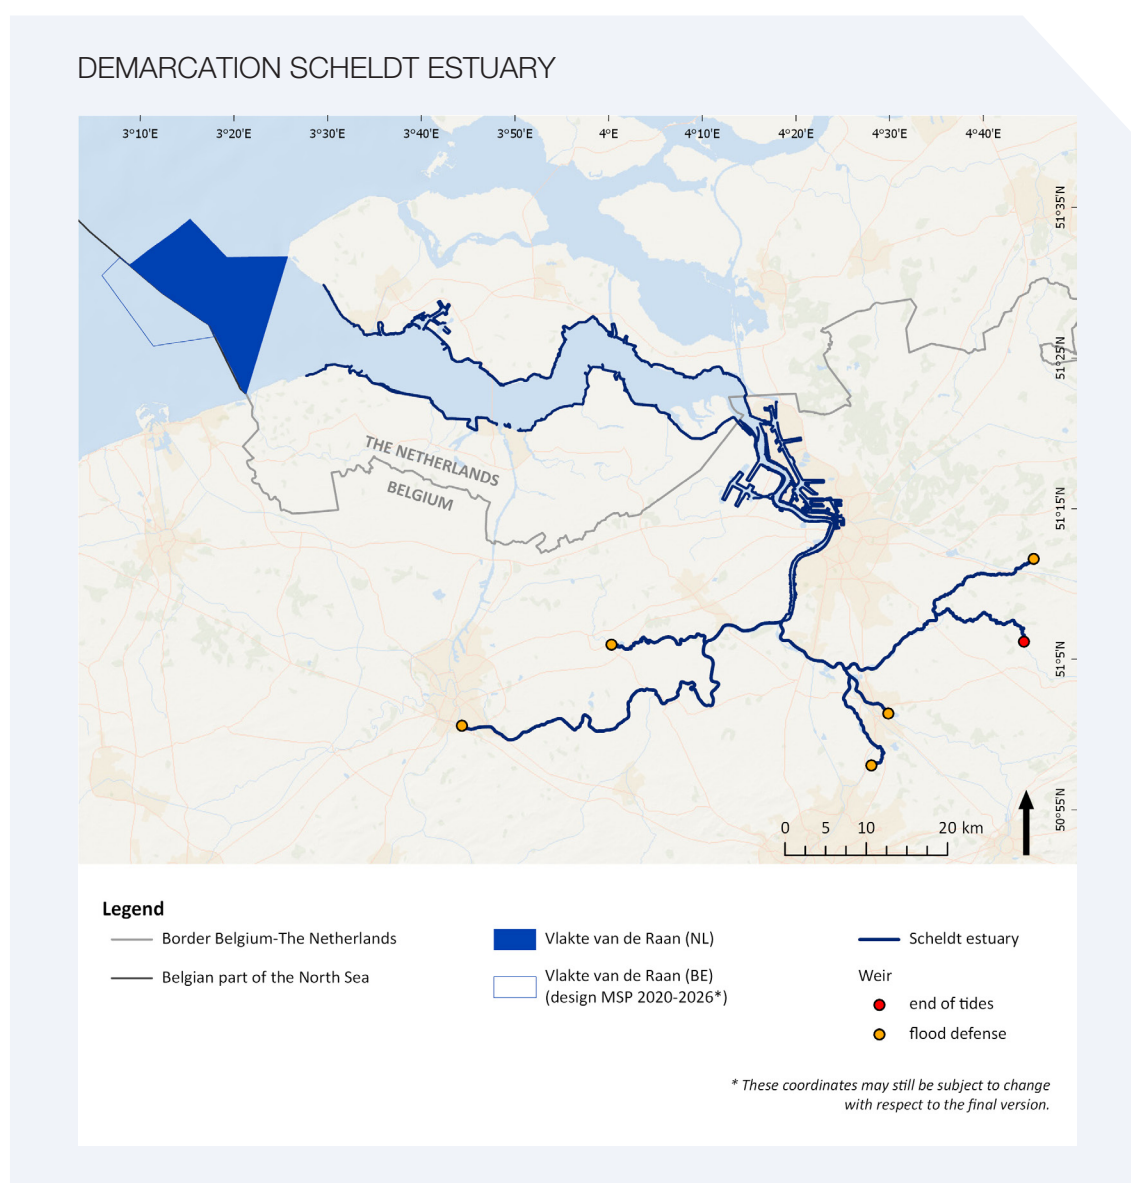 DEMARCATION SCHELDT ESTUARY
3°10'E 3°20'E 3°30'E 3°40'E 3°50'E 4°E 4°10'E 4°20'E 4°30'E 4°40'E
51°35'N
51°25'N
51°15'N
51°5'N
50°55'N
THE NETHERLANDS
BELGIUM
0 5 10 20 km
Legend
Border Belgium-The Netherlands
Belgian part of the North Sea
Vlakte van de Raan (NL)
Vlakte van de Raan (BE)
(design MSP 2020-2026*)
Scheldt estuary
Weir
end of tides
flood defense
* These coordinates may still be subject to change
with respect to the final version.